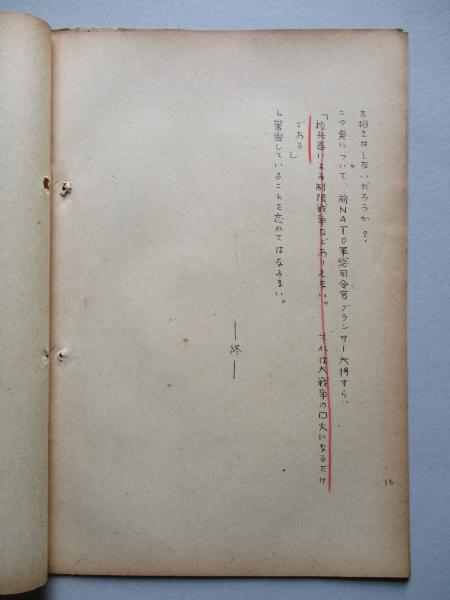 を招きはしないだろうか?
この点について、前NATO軍総司令官グランサー大将すら、
「核兵器による制限戦争などありえない。それは大戦争の口火になるだけ
である」
と警告していることを忘れてはなるまい。
―終―
16